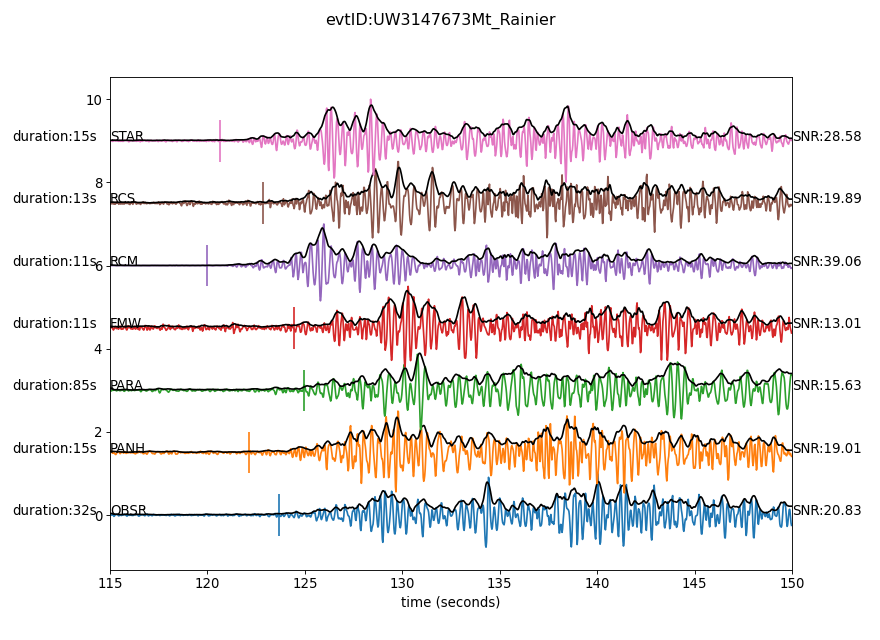 evtID:UW3147673Mt_Rainier
10
duration:15s STAR SNR:28.58
8
duration:13s RCS SNR:19.89
duration:11s RCM SNR:39.06
6
duration:11s EMW SNR:13.01
4
duration:85s PARA SNR:15.63
2
duration:15s PANH SNR:19.01
duration:32s OBSR SNR:20.83
0
115 120 125 130 135 140 145 150
time (seconds)